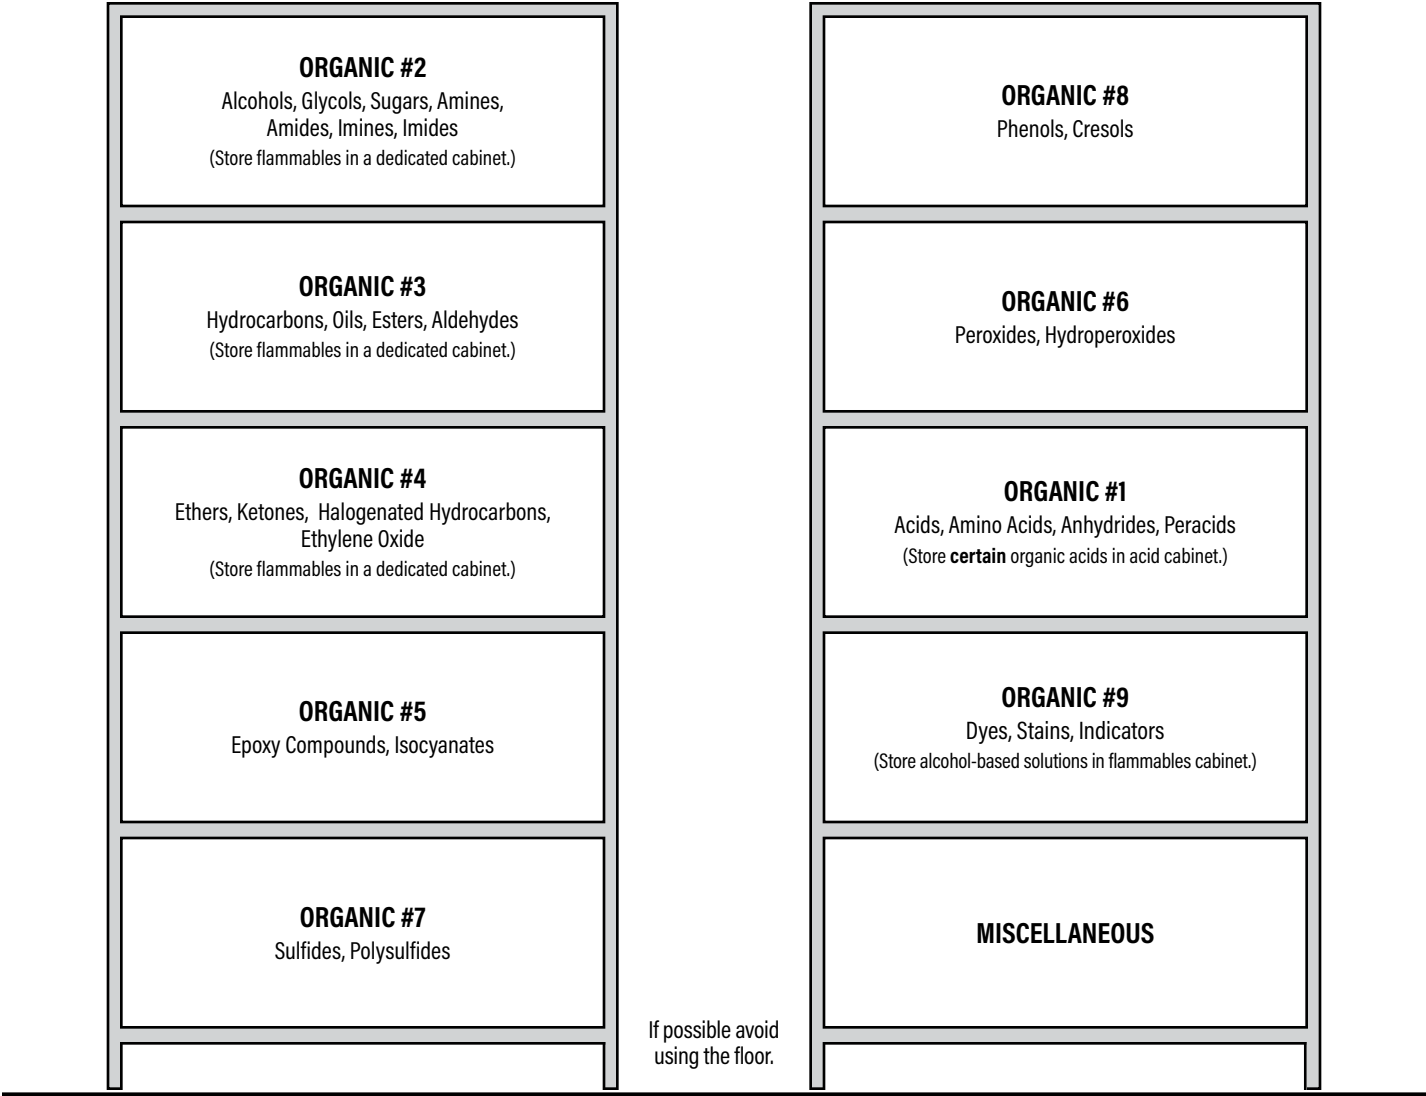 ORGANIC #2
Alcohols, Glycols, Sugars, Amines,
Amides, Imines, Imides
(Store flammables in a dedicated cabinet.)
ORGANIC #3
Hydrocarbons, Oils, Esters, Aldehydes
(Store flammables in a dedicated cabinet.)
ORGANIC #4
Ethers, Ketones, Halogenated Hydrocarbons,
Ethylene Oxide
(Store flammables in a dedicated cabinet.)
ORGANIC #5
Epoxy Compounds, Isocyanates
ORGANIC #7
Sulfides, Polysulfides
If possible avoid
using the floor.
ORGANIC #8
Phenols, Cresols
ORGANIC #6
Peroxides, Hydroperoxides
ORGANIC #1
Acids, Amino Acids, Anhydrides, Peracids
(Store certain organic acids in acid cabinet.)
ORGANIC #9
Dyes, Stains, Indicators
(Store alcohol-based solutions in flammables cabinet.)
MISCELLANEOUS